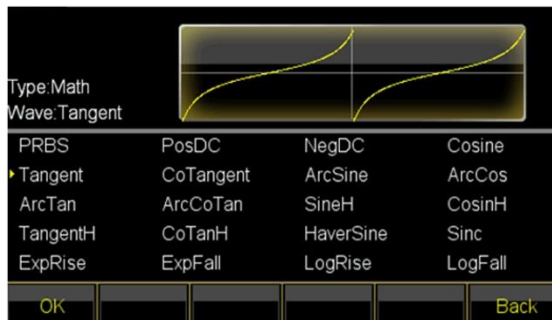 Type:Math
Wave:Tangent
PRBS PosDC NegDC Cosine
Tangent CoTangent ArcSine ArcCos
ArcTan ArcCoTan SineH CosinH
TangentH CoTanH HaverSine Sinc
ExpRise ExpFall LogRise LogFall
OK Back